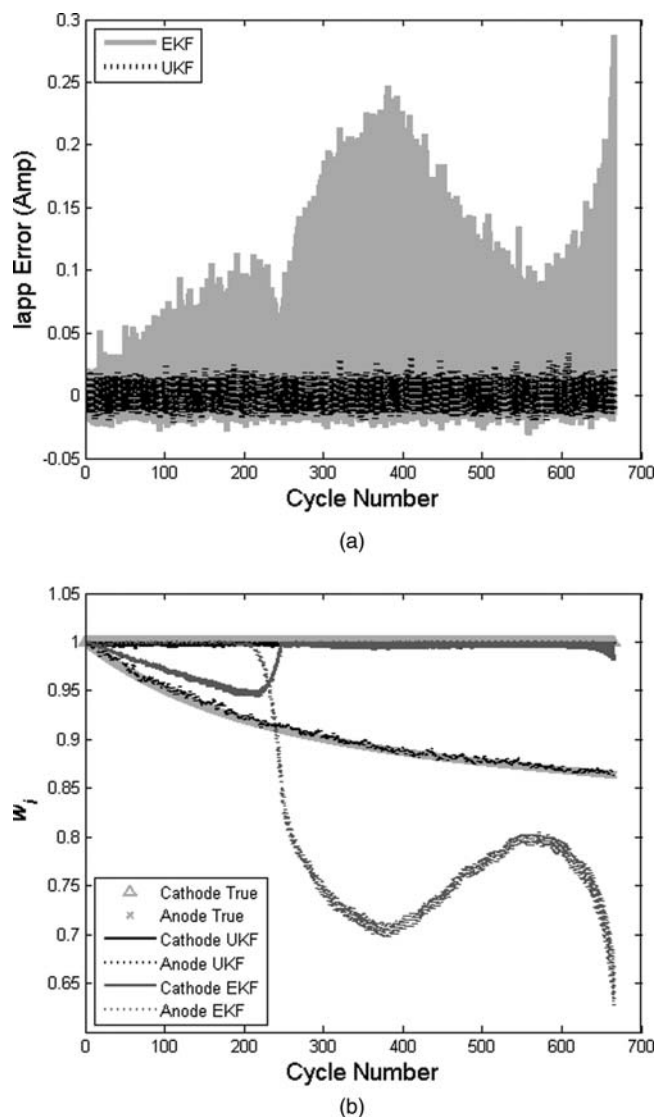 0.3
EKF
UKF
0.25
0.2
0.15
0.1
0.05
0
-0.05
Iapp Error (Amp)
0 100 200 300 400 500 600 700
Cycle Number
(a)
1.05
1
0.95
0.9
0.85
0.8
0.75
0.7
0.65
w_i
Cathode True
Anode True
Cathode UKF
Anode UKF
Cathode EKF
Anode EKF
0 100 200 300 400 500 600 700
Cycle Number
(b)